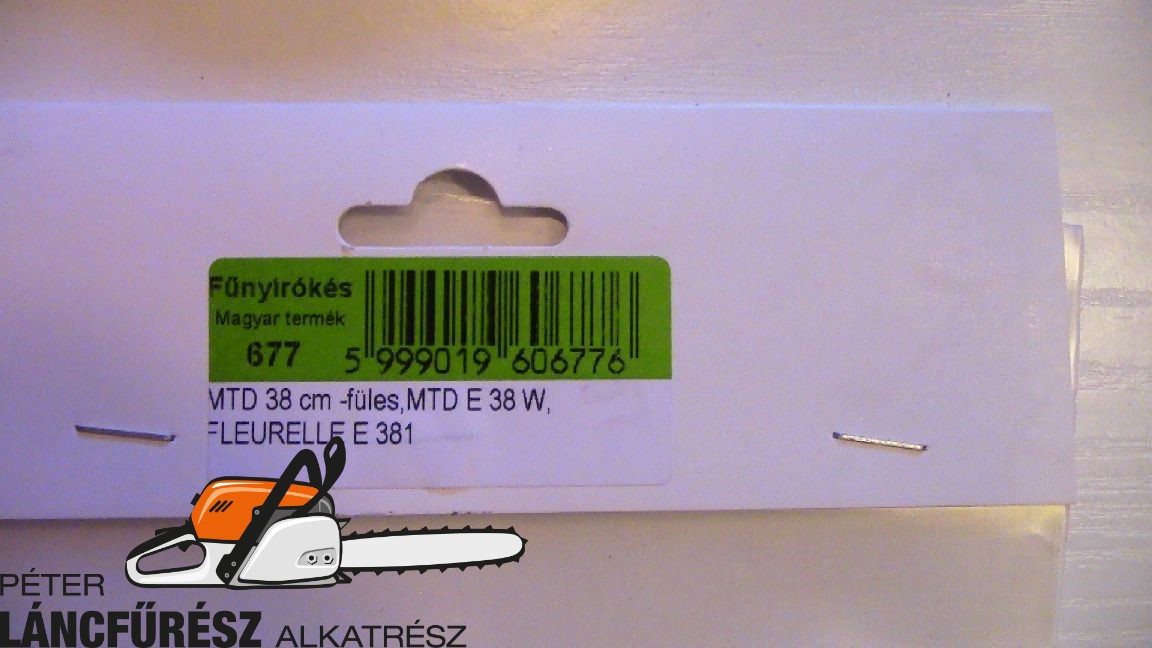 Fűnyírókés
Magyar termék
677
5 999019 606776
MTD 38 cm -füles,MTD E 38 W,
FLEURELLE E 381
PÉTER
LÁNCFŰRÉSZ ALKATRÉSZ